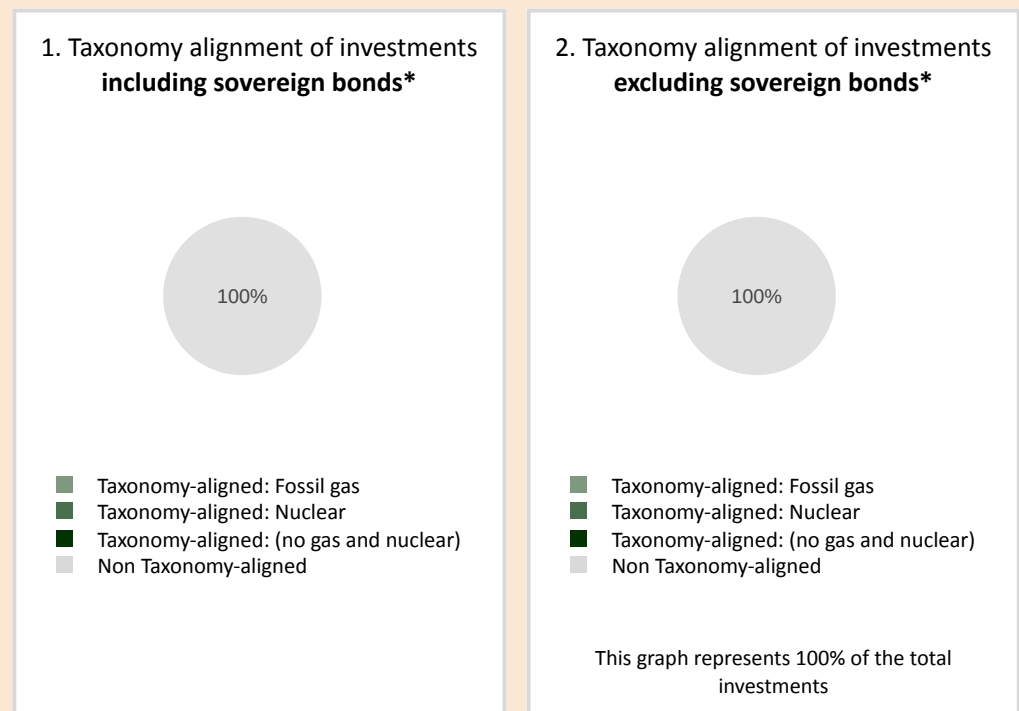 1. Taxonomy alignment of investments
including sovereign bonds*
100%
Taxonomy-aligned: Fossil gas
Taxonomy-aligned: Nuclear
Taxonomy-aligned: (no gas and nuclear)
Non Taxonomy-aligned
2. Taxonomy alignment of investments
excluding sovereign bonds*
100%
Taxonomy-aligned: Fossil gas
Taxonomy-aligned: Nuclear
Taxonomy-aligned: (no gas and nuclear)
Non Taxonomy-aligned
This graph represents 100% of the total
investments